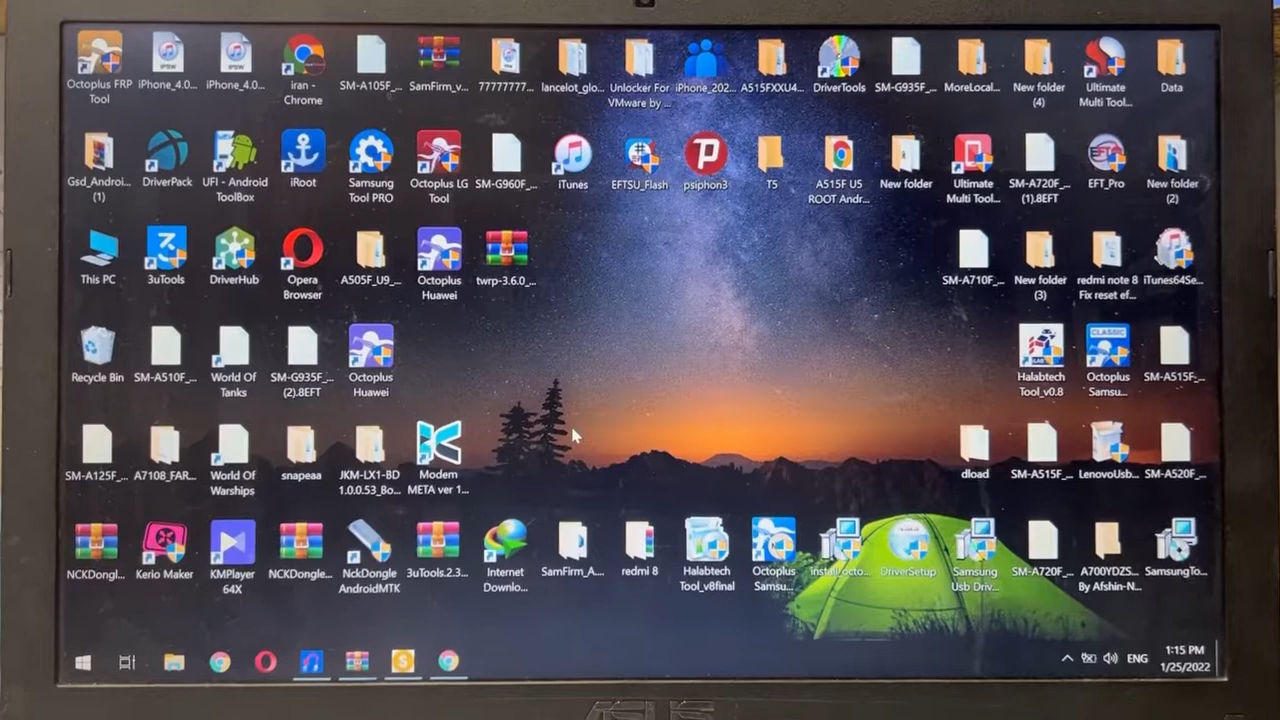 Octoplus FRP
Tool
iPhone_4.0...
iPhone_4.0...
iran -
Chrome
SM-A105F_...
SamFirm_v...
77777777...
lancelot_glo...
Unlocker For
VMware by ...
iPhone_202...
A515FXXU4...
DriverTools
SM-G935F_...
MoreLocal...
New folder
(4)
Ultimate
Multi Tool...
Data
Gsd_Androi...
(1)
DriverPack
UFI - Android
ToolBox
iRoot
Samsung
Tool PRO
Octoplus LG
Tool
SM-G960F_...
iTunes
EFTSU_Flash
psiphon3
T5
A515F U5
ROOT Andr...
New folder
Ultimate
Multi Tool...
SM-A720F_...
(1).8EFT
EFT
EFT_Pro
New folder
(2)
This PC
3uTools
DriverHub
Opera
Browser
A505F_U9_...
Octoplus
Huawei
twrp-3.6.0_...
SM-A710F_...
New folder
(3)
redmi note 8
Fix reset ef...
iTunes64Se...
Recycle Bin
SM-A510F_...
World Of
Tanks
SM-G935F_...
(2).8EFT
Octoplus
Huawei
Halabtech
Tool_v0.8
CLASSIC
Octoplus
Samsu...
SM-A515F_...
SM-A125F_...
A7108_FAR...
World Of
Warships
snapeaa
JKM-LX1-BD
1.0.0.53_Bo...
Modem
META ver 1...
dload
SM-A515F_...
LenovoUsb...
SM-A520F_...
NCKDongl...
Kerio Maker
KMPlayer
64X
NCKDongle...
NckDongle
AndroidMTK
3uTools.2.3...
Internet
Downlo...
SamFirm_A...
redmi 8
Halabtech
Tool_v8final
Octoplus
Samsu...
install_octo...
DriverSetup
Samsung
Usb Driv...
SM-A720F_...
A700YDZS...
By Afshin-N...
SamsungTo...
ENG
1:15 PM
1/25/2022
ASUS